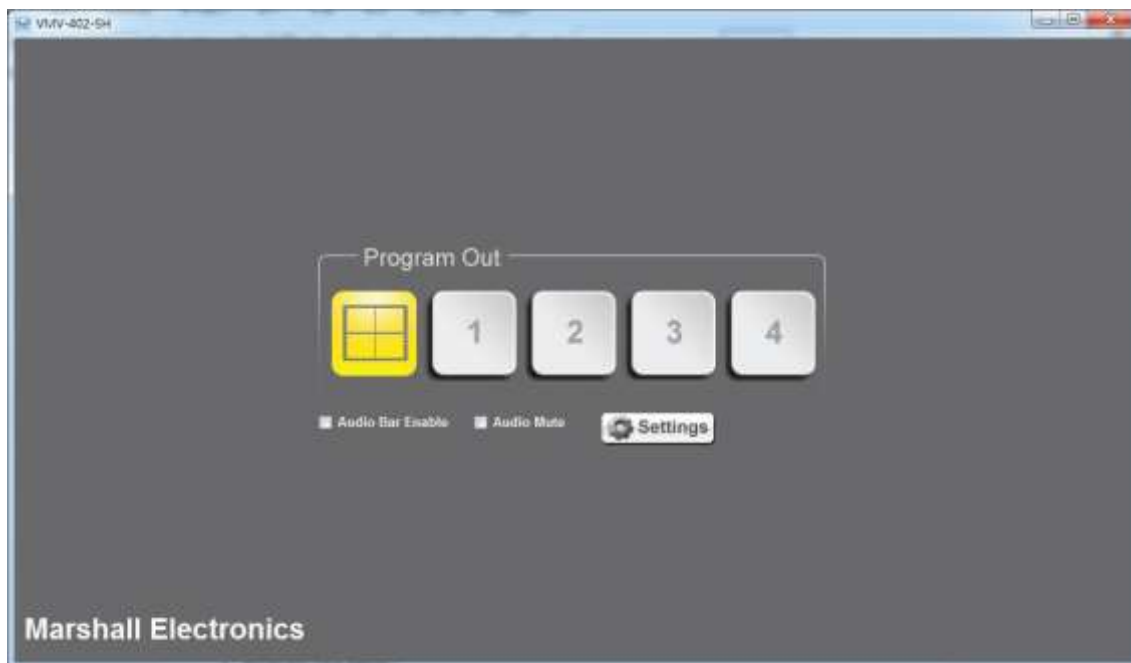 VMV-402-SH
Program Out
1 2 3 4
Audio Bar Enable Audio Mute Settings
Marshall Electronics